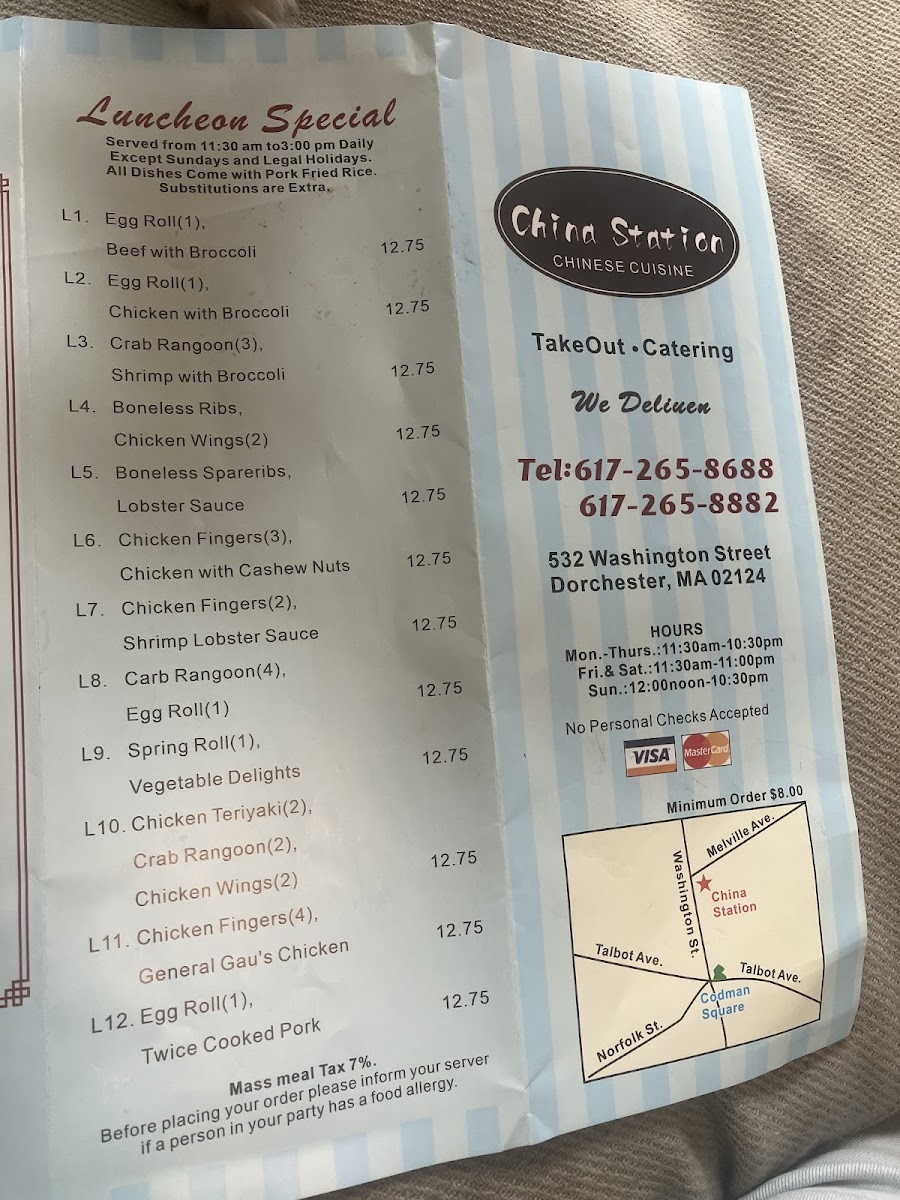 Luncheon Special
Served from 11:30 am to3:00 pm Daily
Except Sundays and Legal Holidays.
All Dishes Come with Pork Fried Rice.
Substitutions are Extra.
L1. Egg Roll(1),
Beef with Broccoli 12.75
L2. Egg Roll(1),
Chicken with Broccoli 12.75
L3. Crab Rangoon(3),
Shrimp with Broccoli 12.75
L4. Boneless Ribs,
Chicken Wings(2) 12.75
L5. Boneless Spareribs,
Lobster Sauce 12.75
L6. Chicken Fingers(3),
Chicken with Cashew Nuts 12.75
L7. Chicken Fingers(2),
Shrimp Lobster Sauce 12.75
L8. Carb Rangoon(4),
Egg Roll(1) 12.75
L9. Spring Roll(1),
Vegetable Delights 12.75
L10. Chicken Teriyaki(2),
Crab Rangoon(2),
Chicken Wings(2) 12.75
L11. Chicken Fingers(4),
General Gau's Chicken 12.75
L12. Egg Roll(1),
Twice Cooked Pork 12.75
Mass meal Tax 7%.
Before placing your order please inform your server
if a person in your party has a food allergy.
China Station
CHINESE CUISINE
TakeOut • Catering
We Deliuen
Tel:617-265-8688
617-265-8882
532 Washington Street
Dorchester, MA 02124
HOURS
Mon.-Thurs.:11:30am-10:30pm
Fri.& Sat.:11:30am-11:00pm
Sun.:12:00noon-10:30pm
No Personal Checks Accepted
VISA MasterCard
Minimum Order $8.00
Melville Ave.
Washington St.
China
Station
Talbot Ave.
Talbot Ave.
Codman
Square
Norfolk St.